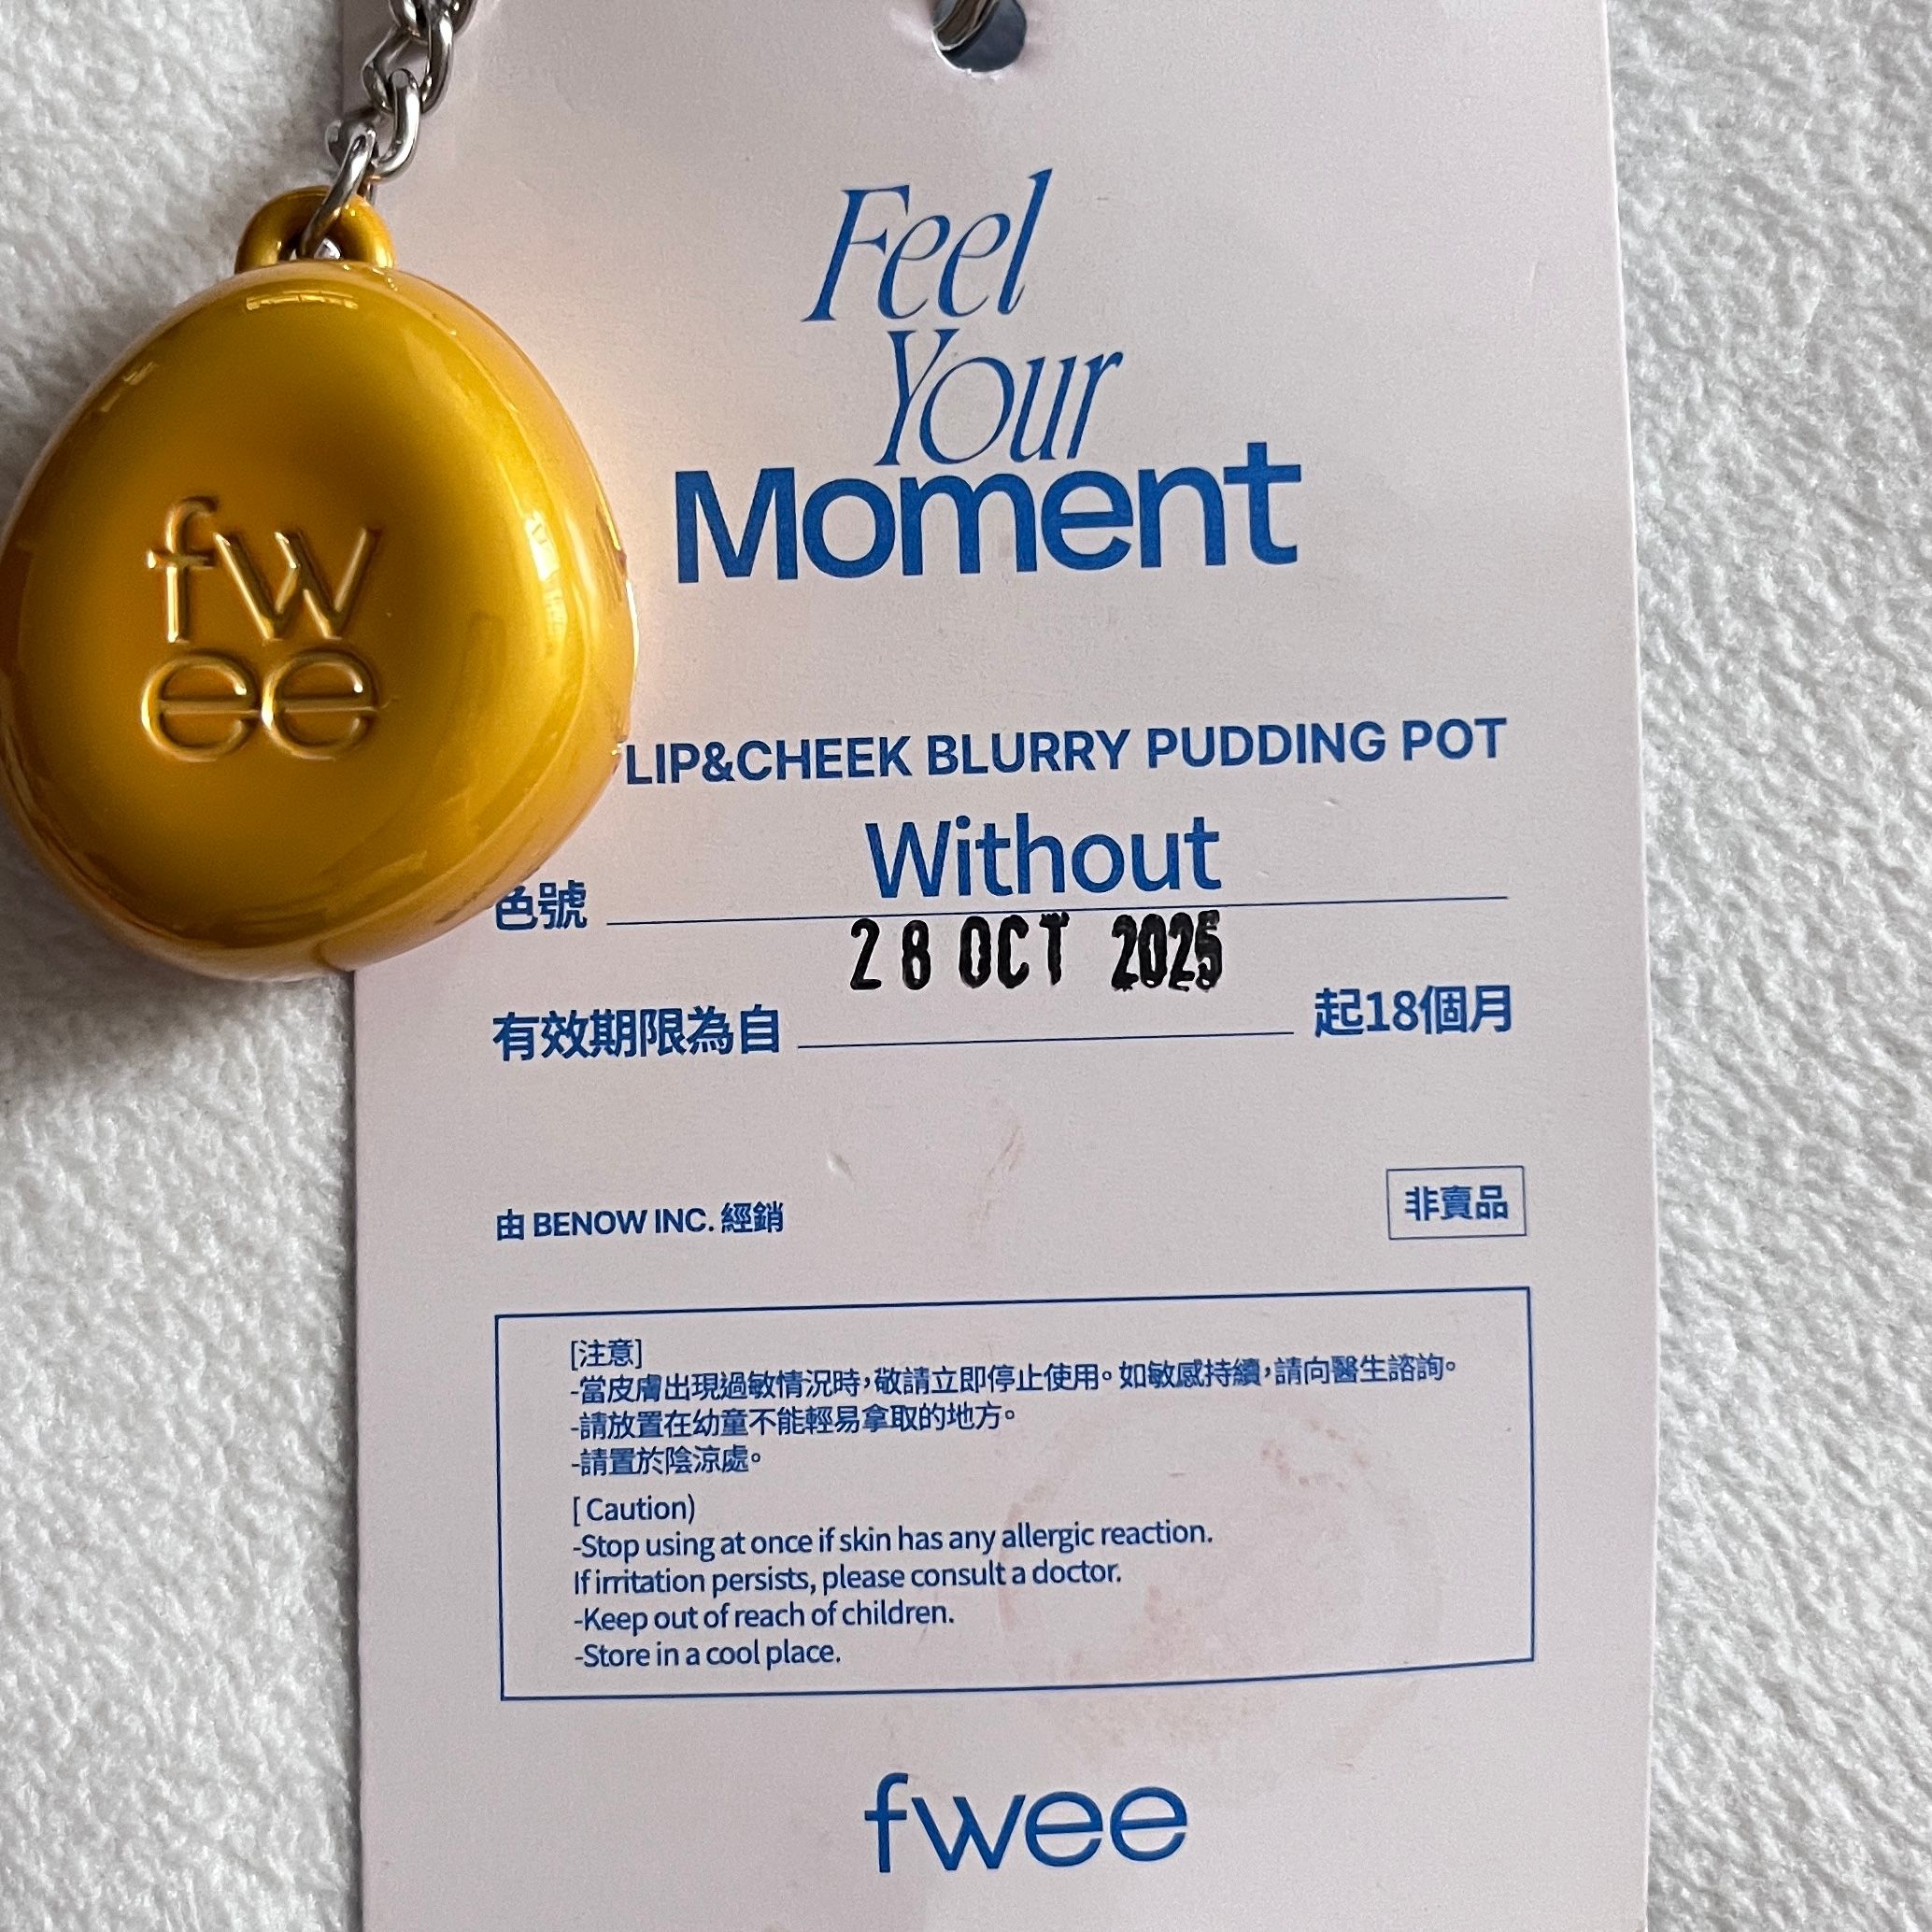 fw
ee
Feel
Your
Moment
LIP&CHEEK BLURRY PUDDING POT
色號 Without
有效期限為自 28 OCT 2025 起18個月
由 BENOW INC. 經銷
非賣品
[注意]
-當皮膚出現過敏情況時，敬請立即停止使用。如敏感持續，請向醫生諮詢。
-請放置在幼童不能輕易拿取的地方。
-請置於陰涼處。
[ Caution)
-Stop using at once if skin has any allergic reaction.
If irritation persists, please consult a doctor.
-Keep out of reach of children.
-Store in a cool place.
fwee